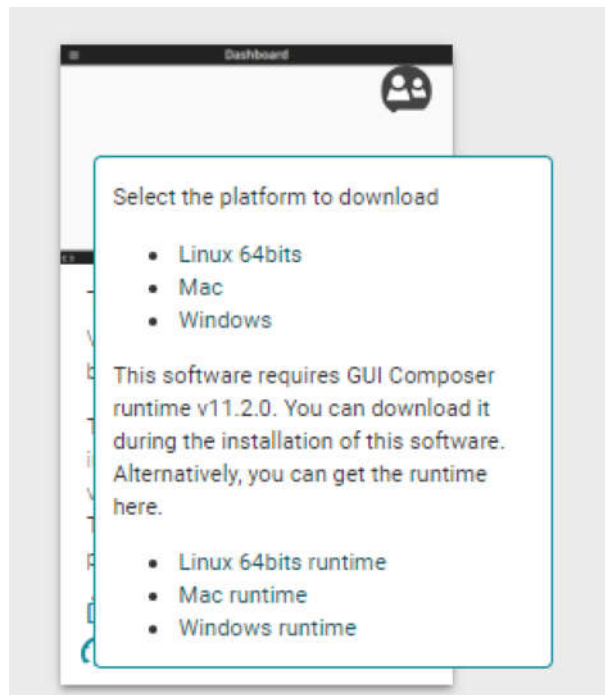 Dashboard
Select the platform to download
Linux 64bits
Mac
Windows
This software requires GUI Composer
runtime v11.2.0. You can download it
during the installation of this software.
Alternatively, you can get the runtime
here.
Linux 64bits runtime
Mac runtime
Windows runtime